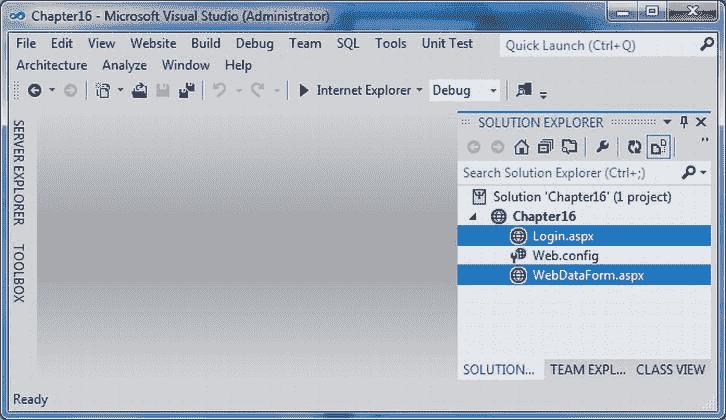 Chapter16 - Microsoft Visual Studio (Administrator)
File Edit View Website Build Debug Team SQL Tools Unit Test
Quick Launch (Ctrl+Q)
Architecture Analyze Window Help
Internet Explorer Debug
SERVER EXPLORER
TOOLBOX
SOLUTION EXPLORER
Search Solution Explorer (Ctrl+;)
Solution 'Chapter16' (1 project)
Chapter16
Login.aspx
Web.config
WebDataForm.aspx
SOLUTION... TEAM EXPL... CLASS VIEW
Ready